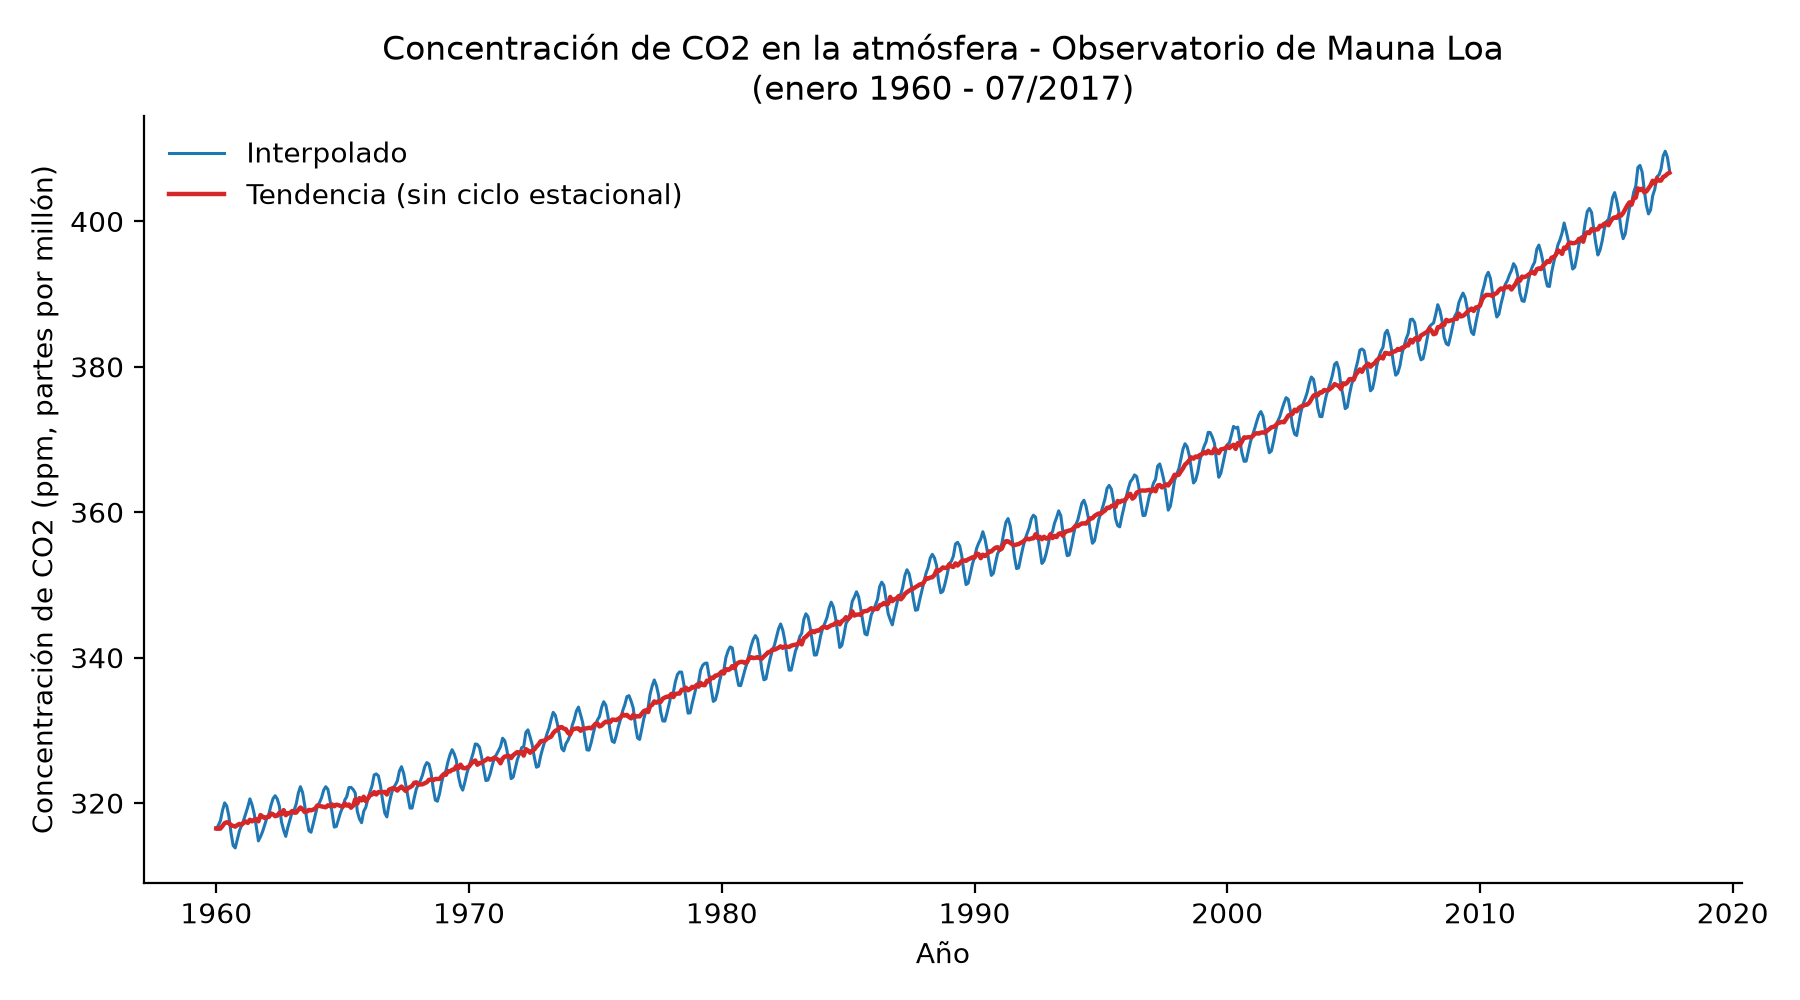 Concentración de CO2 en la atmósfera - Observatorio de Mauna Loa
(enero 1960 - 07/2017)
Interpolado
Tendencia (sin ciclo estacional)
Concentración de CO2 (ppm, partes por millón)
400
380
360
340
320
1960
1970
1980
1990
2000
2010
2020
Año